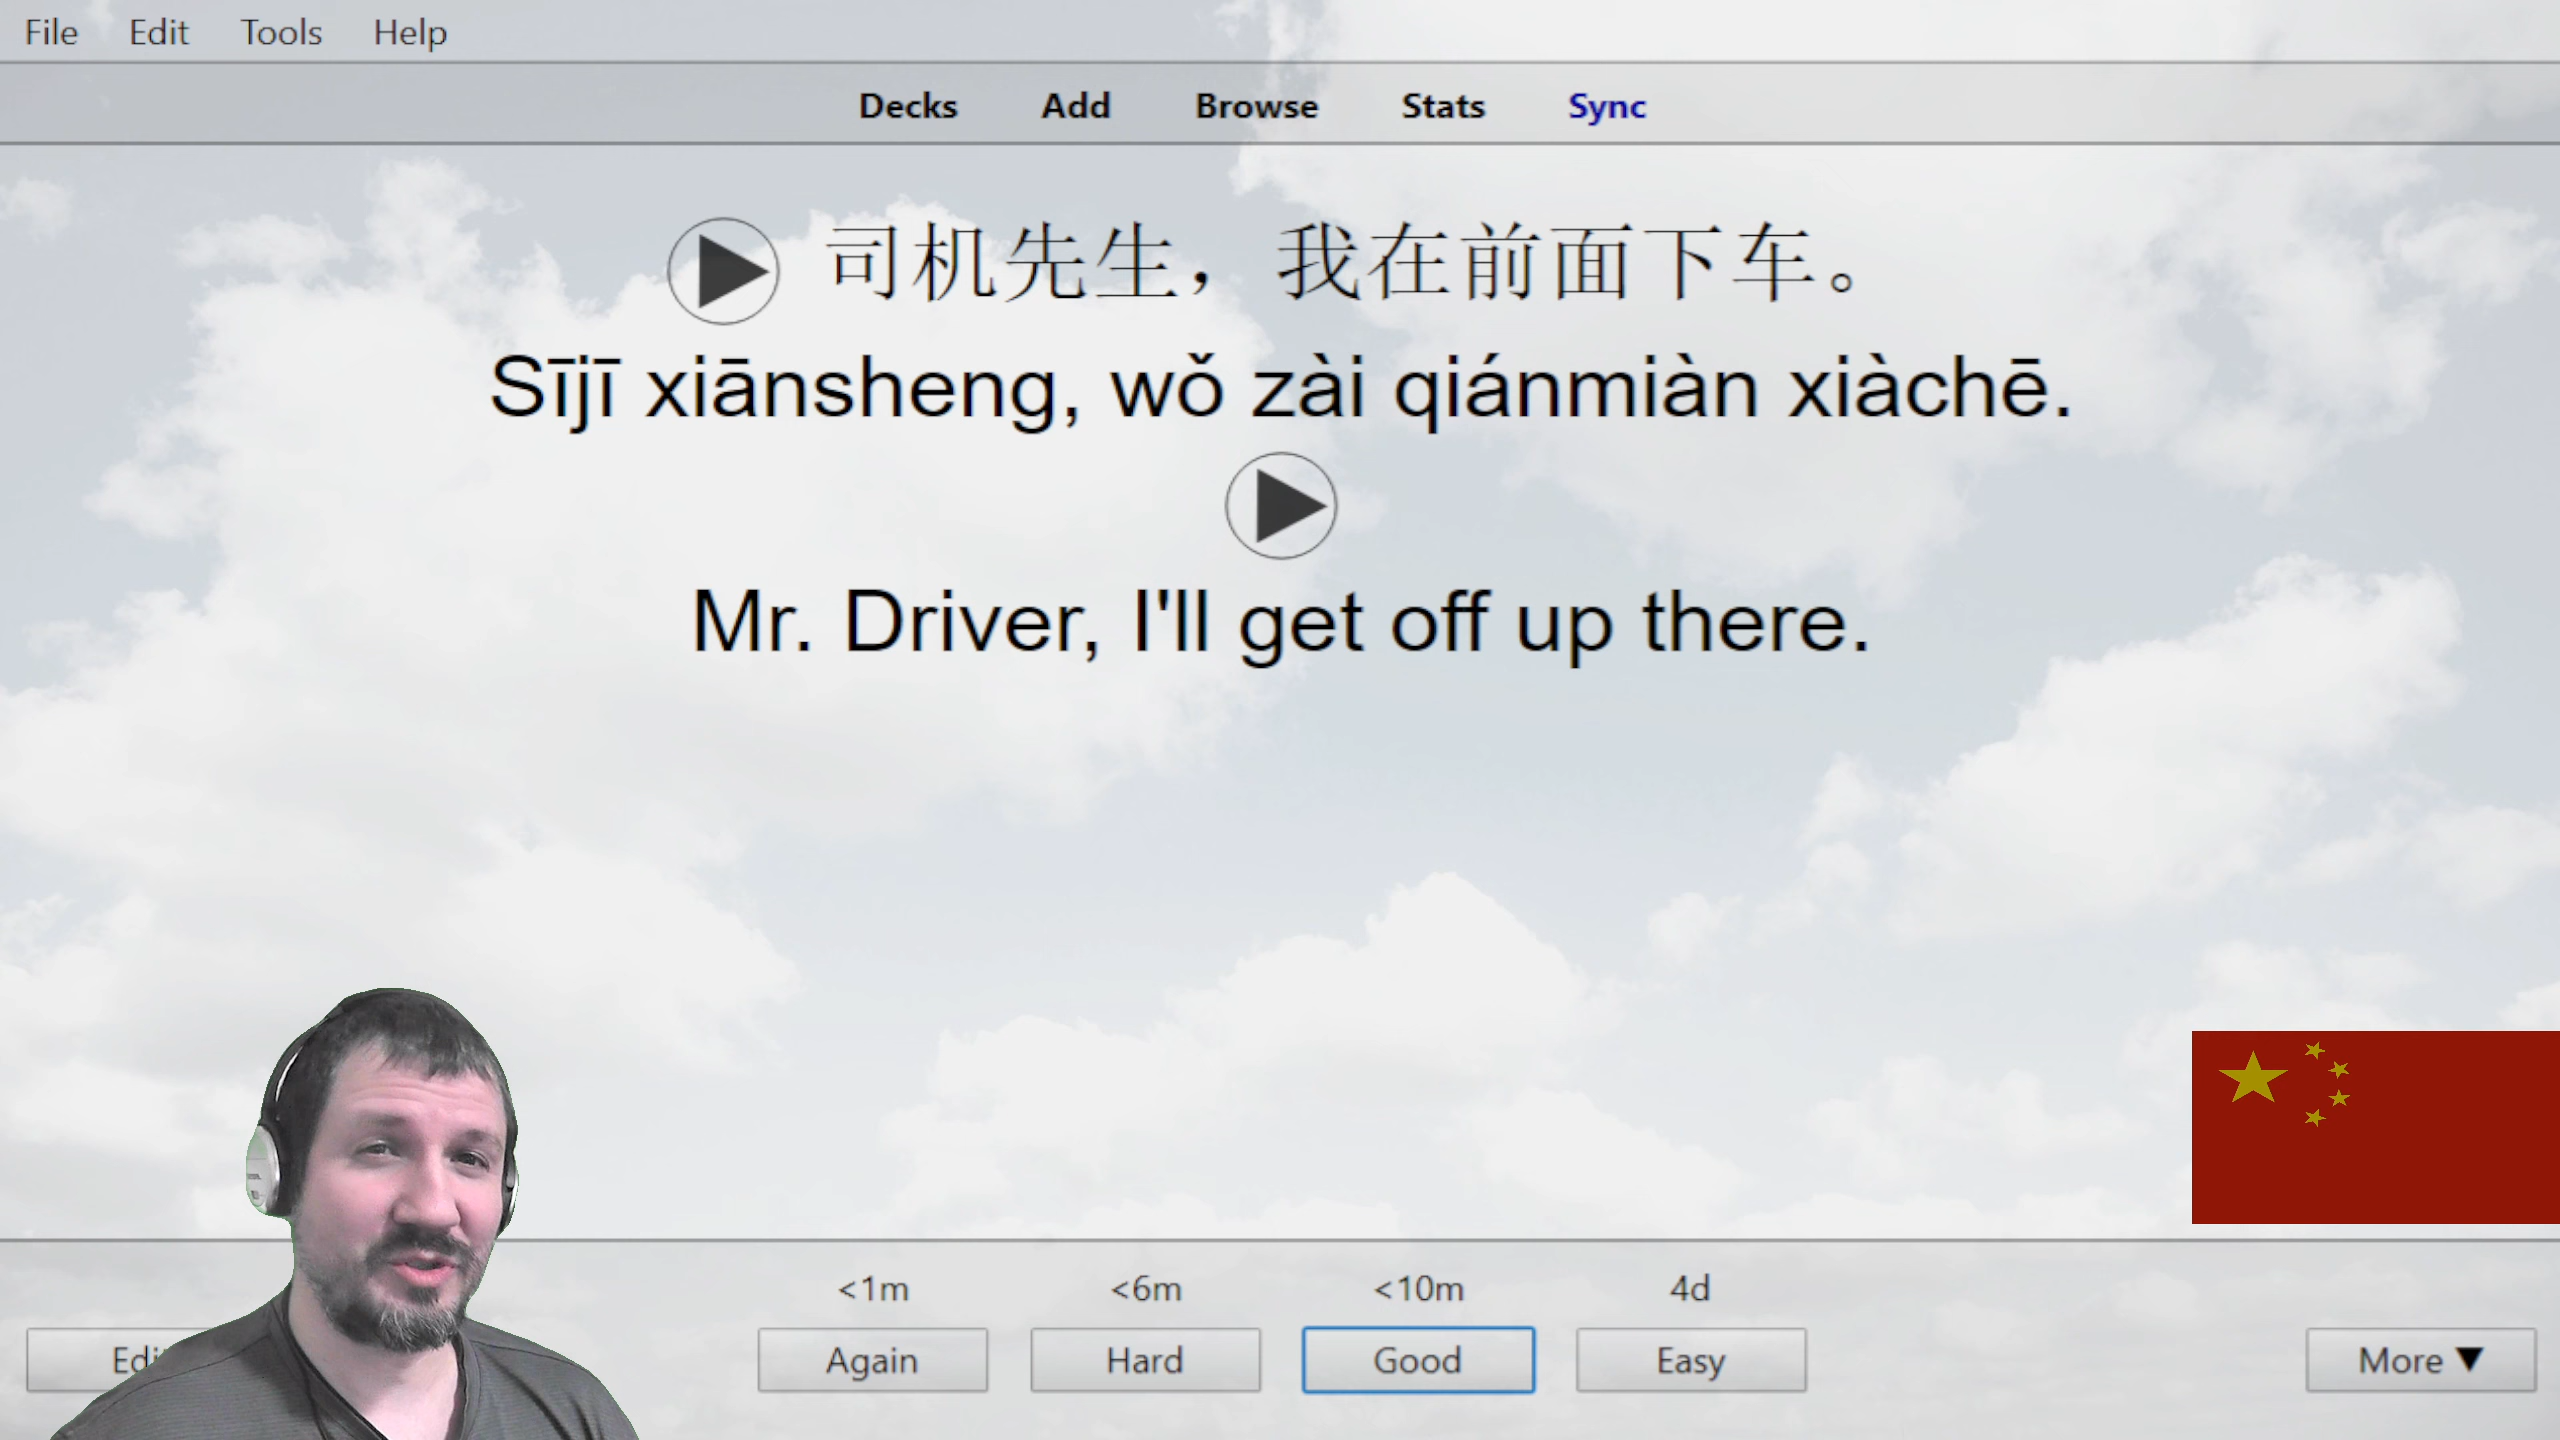 File Edit Tools Help
Decks Add Browse Stats Sync
司机先生，我在前面下车。
Sījī xiānsheng, wǒ zài qiánmiàn xiàchē.
Mr. Driver, I'll get off up there.
<1m <6m <10m 4d
Edit Again Hard Good Easy More ▼